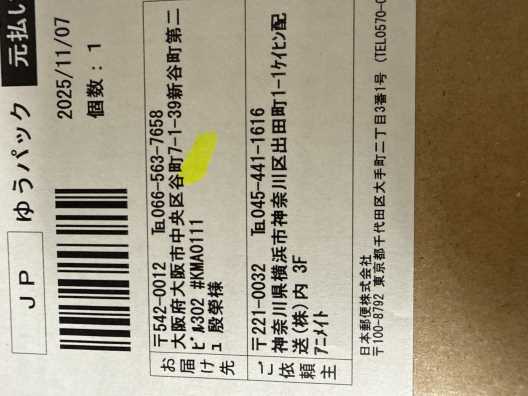 JP
ゆうパック
元払い
2025/11/07
個数：1
お届け先
〒542-0012 ℡066-563-7658
大阪府大阪市中央区谷町7-1-39新谷町第二
ﾋﾞﾙ302 #KMA0111
ュ 殷榮様
ご依頼主
〒221-0032 ℡045-441-1616
神奈川県横浜市神奈川区出田町1-1ｹｲﾋﾝ配
送(株)内 3F
ｱﾆﾒｲﾄ
日本郵便株式会社
〒100-8792 東京都千代田区大手町二丁目3番1号 (TEL0570-0